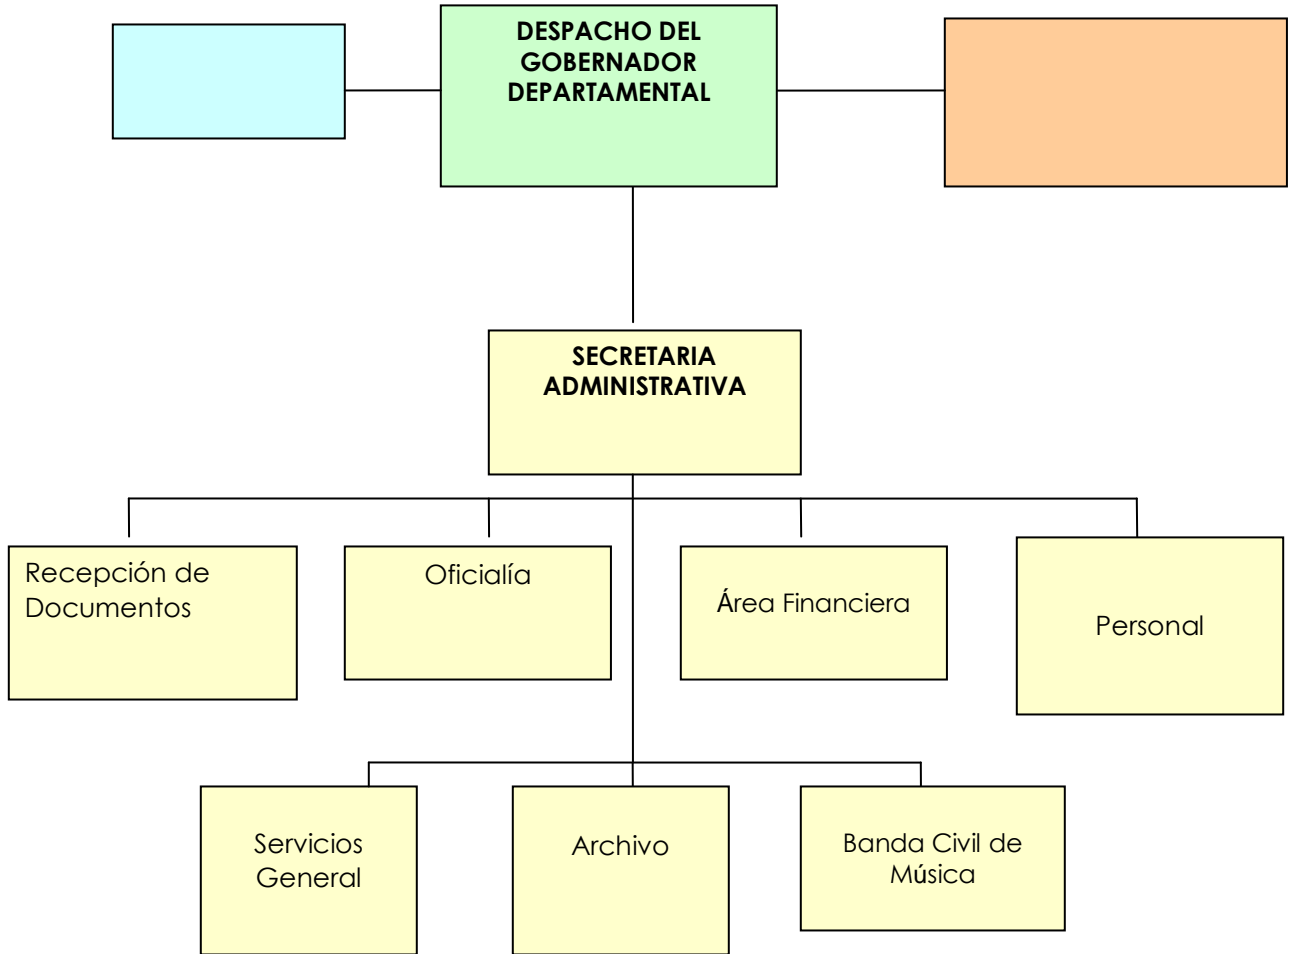 DESPACHO DEL
GOBERNADOR
DEPARTAMENTAL
SECRETARIA
ADMINISTRATIVA
Recepción de
Documentos
Oficialía
Área Financiera
Personal
Servicios
General
Archivo
Banda Civil de
Música